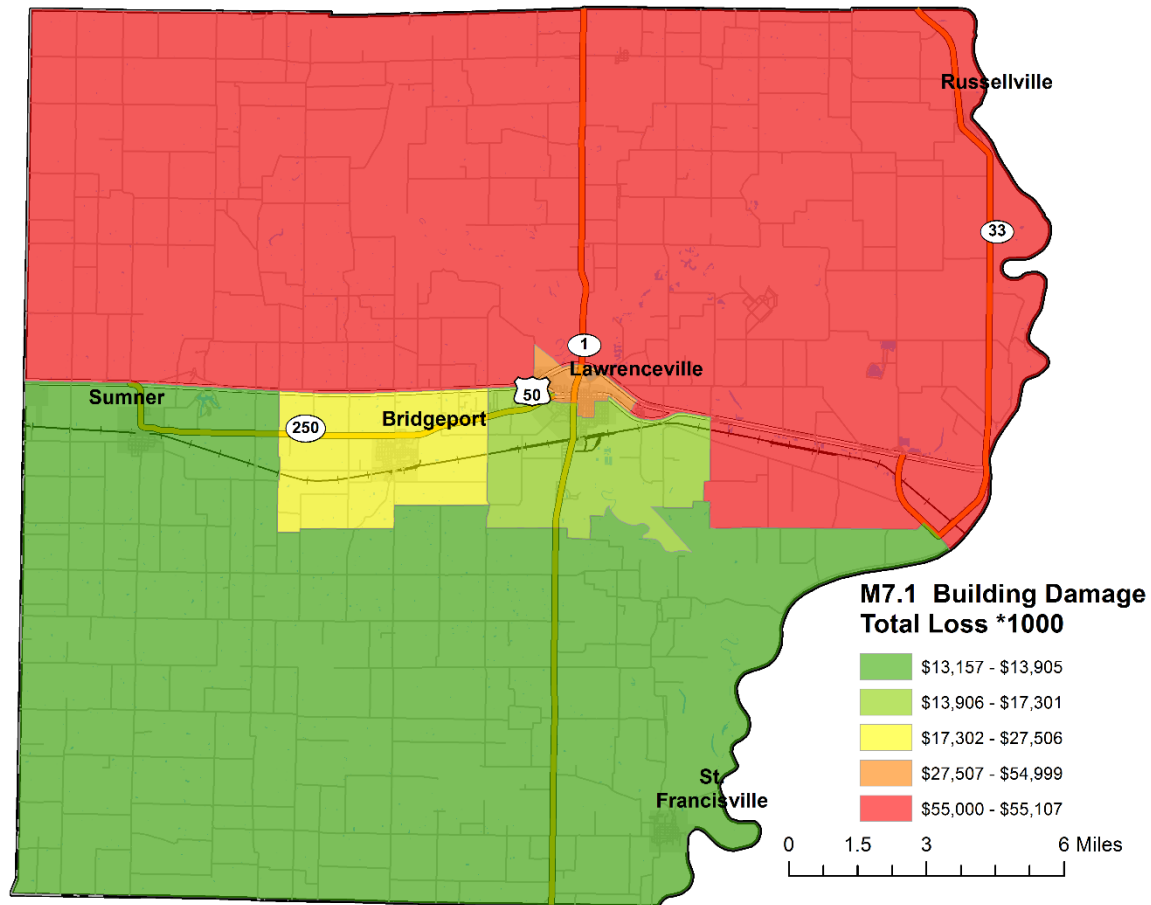 Russellville
33
1
Lawrenceville
50
Sumner
Bridgeport
250
M7.1 Building Damage
Total Loss *1000
$13,157 - $13,905
$13,906 - $17,301
$17,302 - $27,506
$27,507 - $54,999
$55,000 - $55,107
St.
Francisville
0 1.5 3 6 Miles